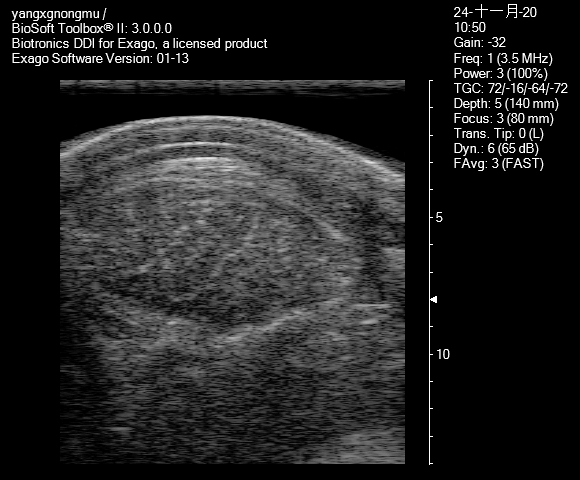 yangxgnongmu /
BioSoft Toolbox® II: 3.0.0.0
Biotronics DDI for Exago, a licensed product
Exago Software Version: 01-13
24-十一月-20
10:50
Gain: -32
Freq: 1 (3.5 MHz)
Power: 3 (100%)
TGC: 72/-16/-64/-72
Depth: 5 (140 mm)
Focus: 3 (80 mm)
Trans. Tip: 0 (L)
Dyn.: 6 (65 dB)
FAvg: 3 (FAST)
5
10